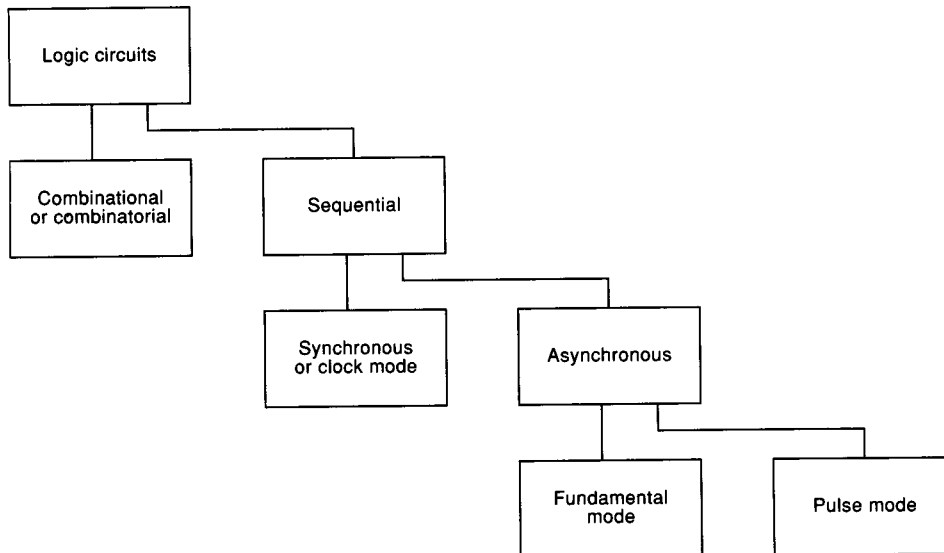 Logic circuits
Combinational
or combinatorial
Sequential
Synchronous
or clock mode
Asynchronous
Fundamental
mode
Pulse mode